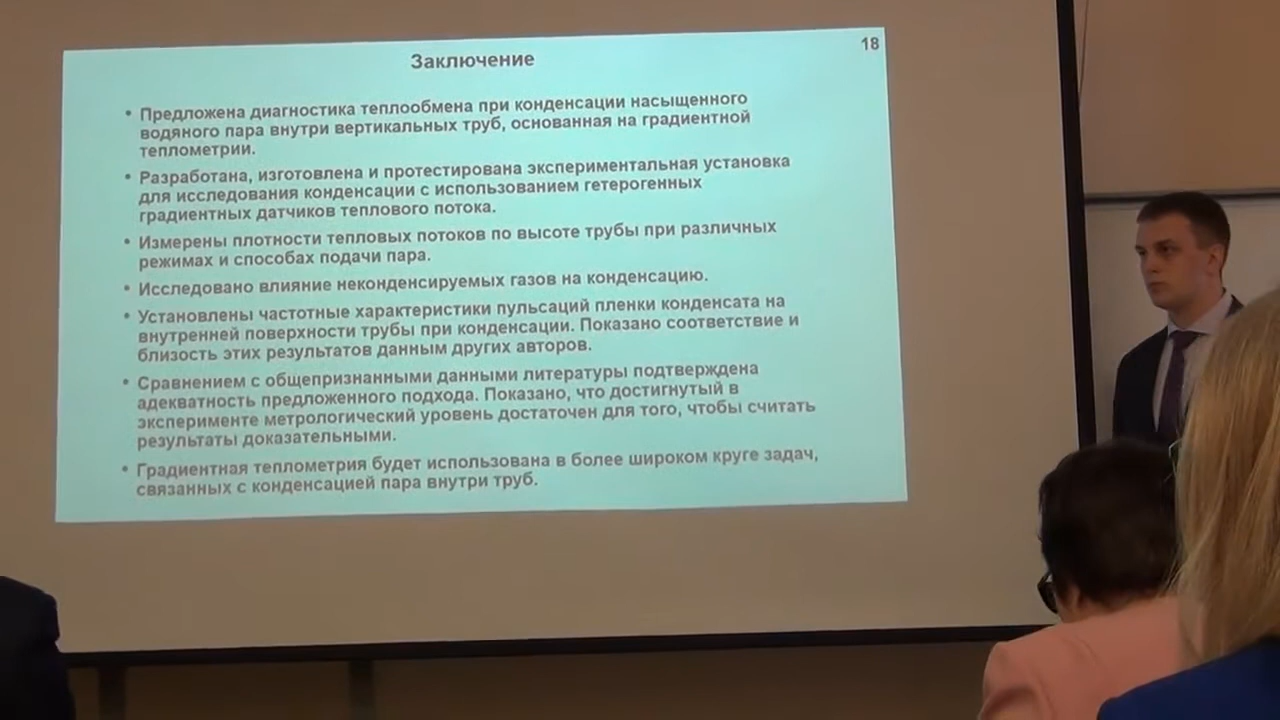 18
Заключение
• Предложена диагностика теплообмена при конденсации насыщенного
водяного пара внутри вертикальных труб, основанная на градиентной
теплометрии.
• Разработана, изготовлена и протестирована экспериментальная установка
для исследования конденсации с использованием гетерогенных
градиентных датчиков теплового потока.
• Измерены плотности тепловых потоков по высоте трубы при различных
режимах и способах подачи пара.
• Исследовано влияние неконденсируемых газов на конденсацию.
• Установлены частотные характеристики пульсаций пленки конденсата на
внутренней поверхности трубы при конденсации. Показано соответствие и
близость этих результатов данным других авторов.
• Сравнением с общепризнанными данными литературы подтверждена
адекватность предложенного подхода. Показано, что достигнутый в
эксперименте метрологический уровень достаточен для того, чтобы считать
результаты доказательными.
• Градиентная теплометрия будет использована в более широком круге задач,
связанных с конденсацией пара внутри труб.